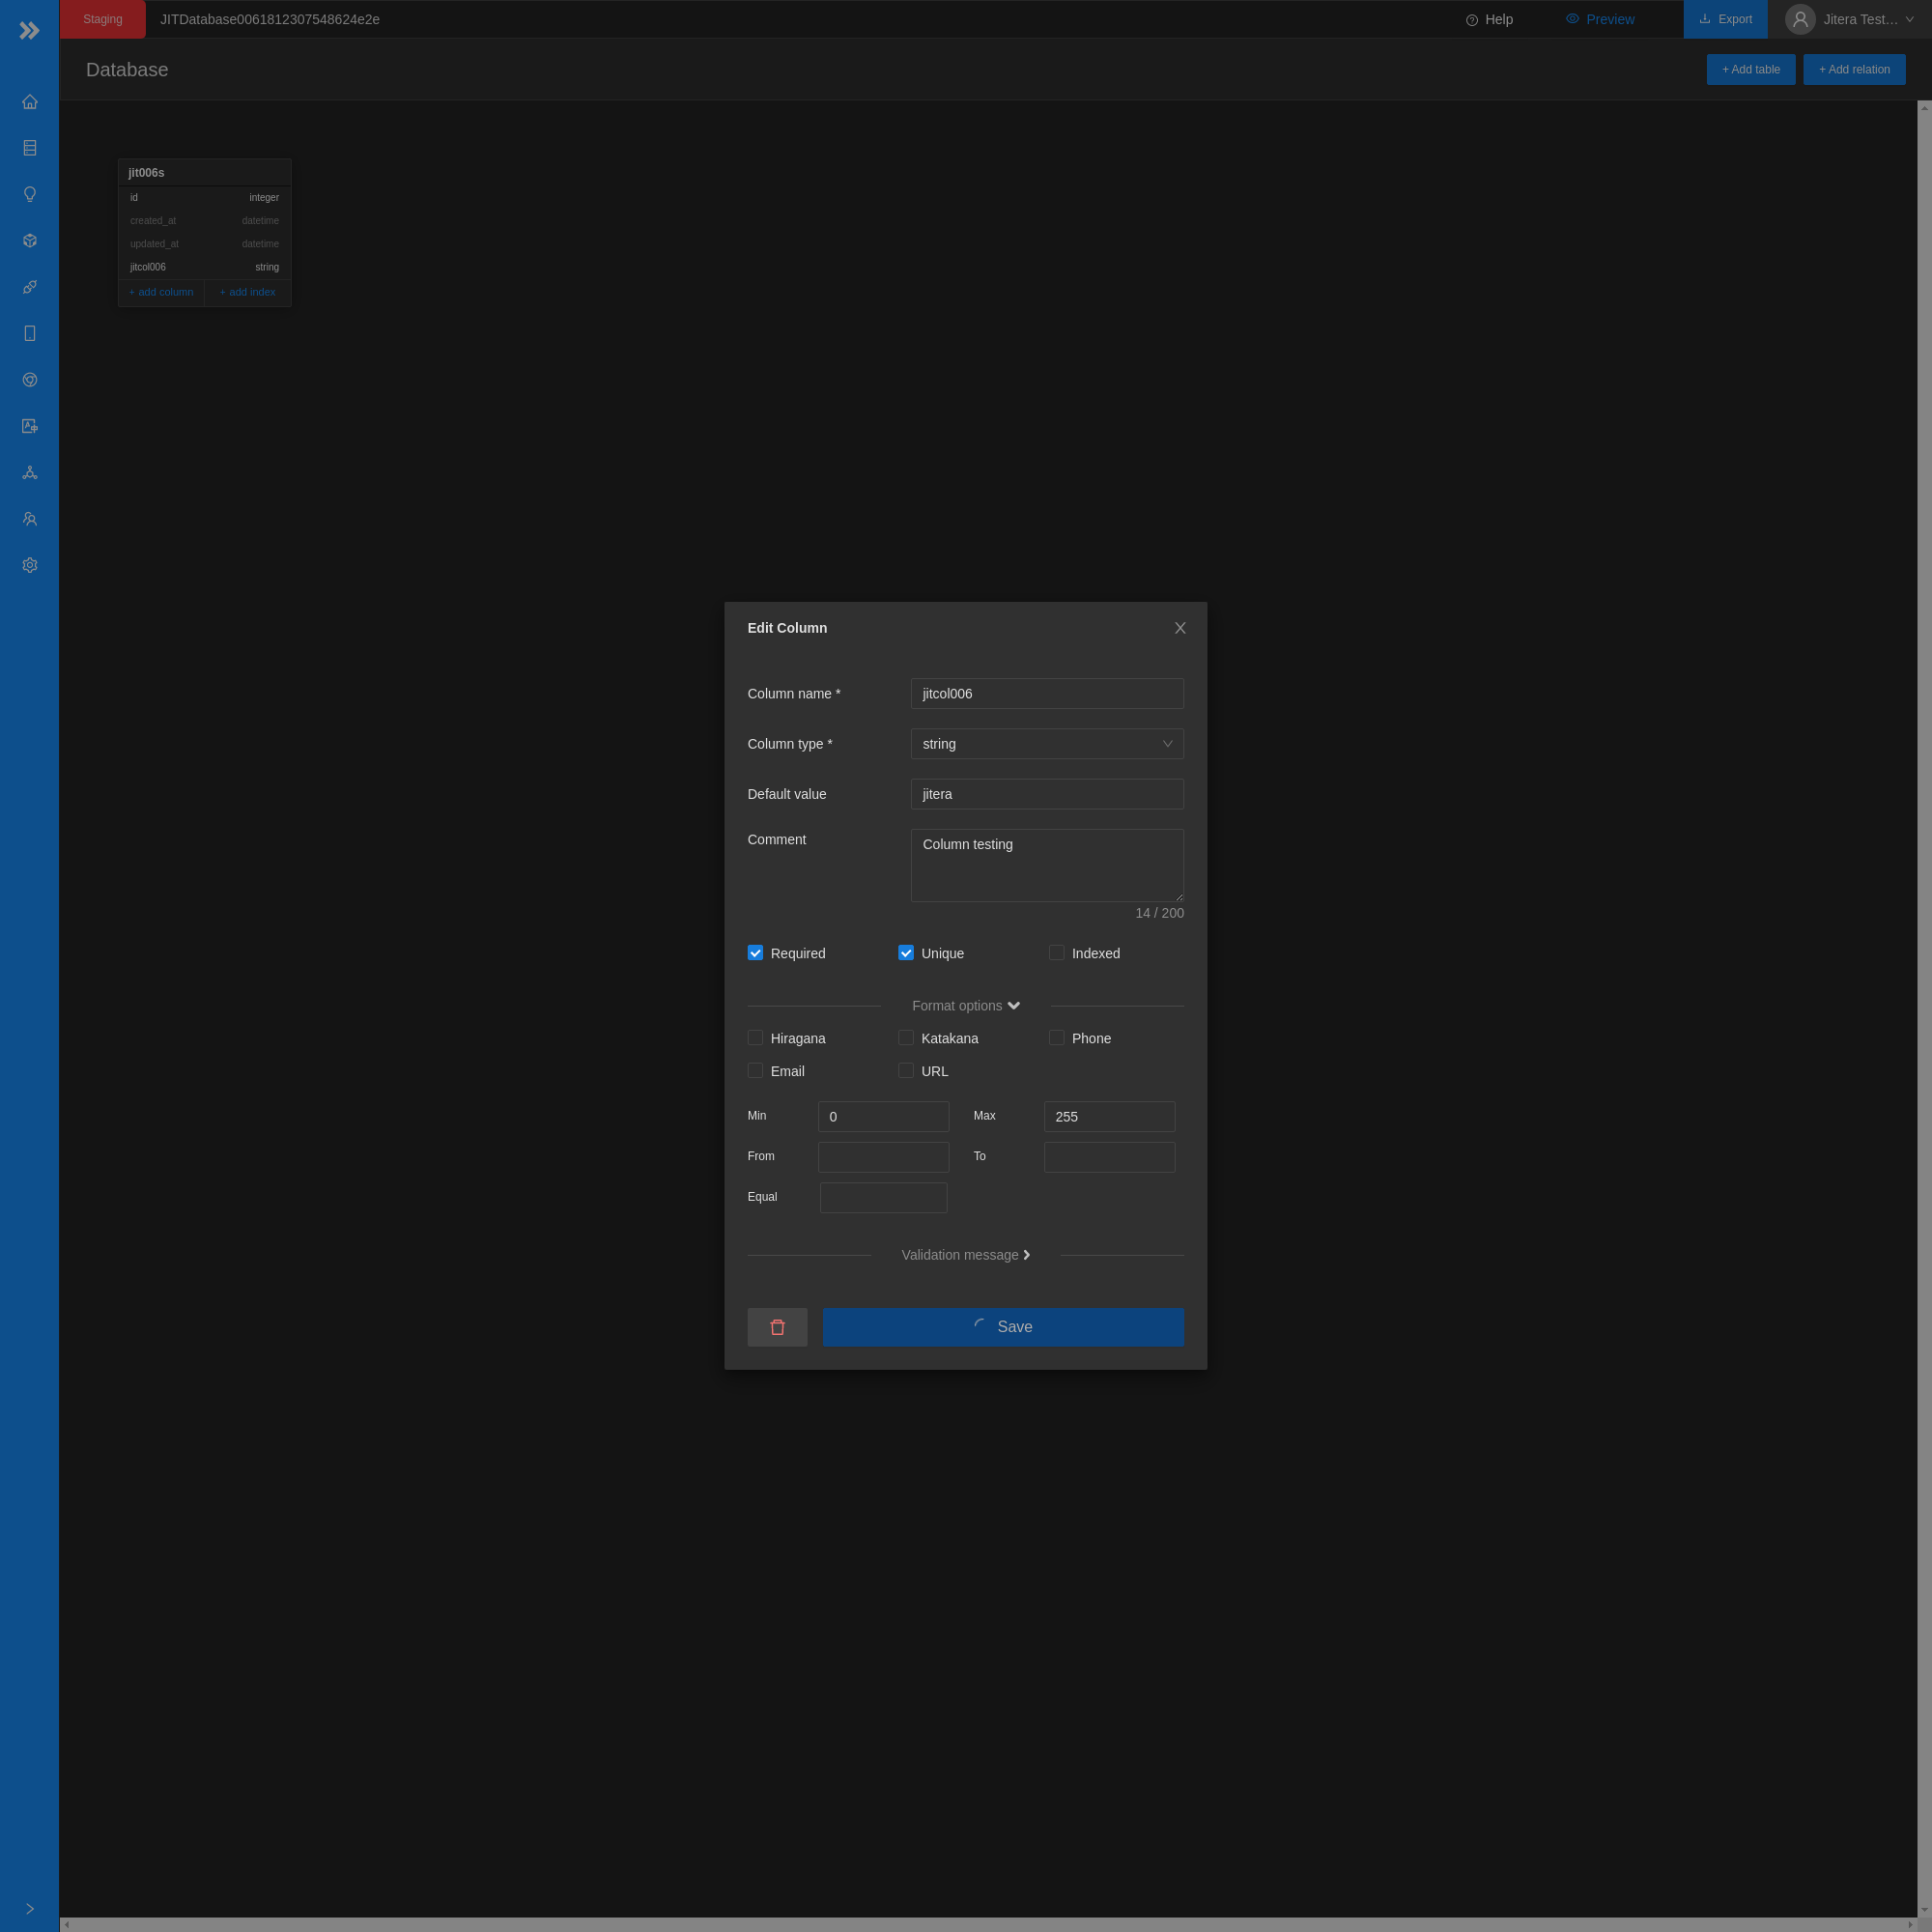 Staging JITDatabase0061812307548624e2e Help Preview Export Jitera Test...
Database + Add table + Add relation
jit006s
id integer
created_at datetime
updated_at datetime
jitcol006 string
+ add column + add index
Edit Column
Column name * jitcol006
Column type * string
Default value jitera
Comment Column testing
14 / 200
Required Unique Indexed
Format options
Hiragana Katakana Phone
Email URL
Min 0 Max 255
From To
Equal
Validation message
Save